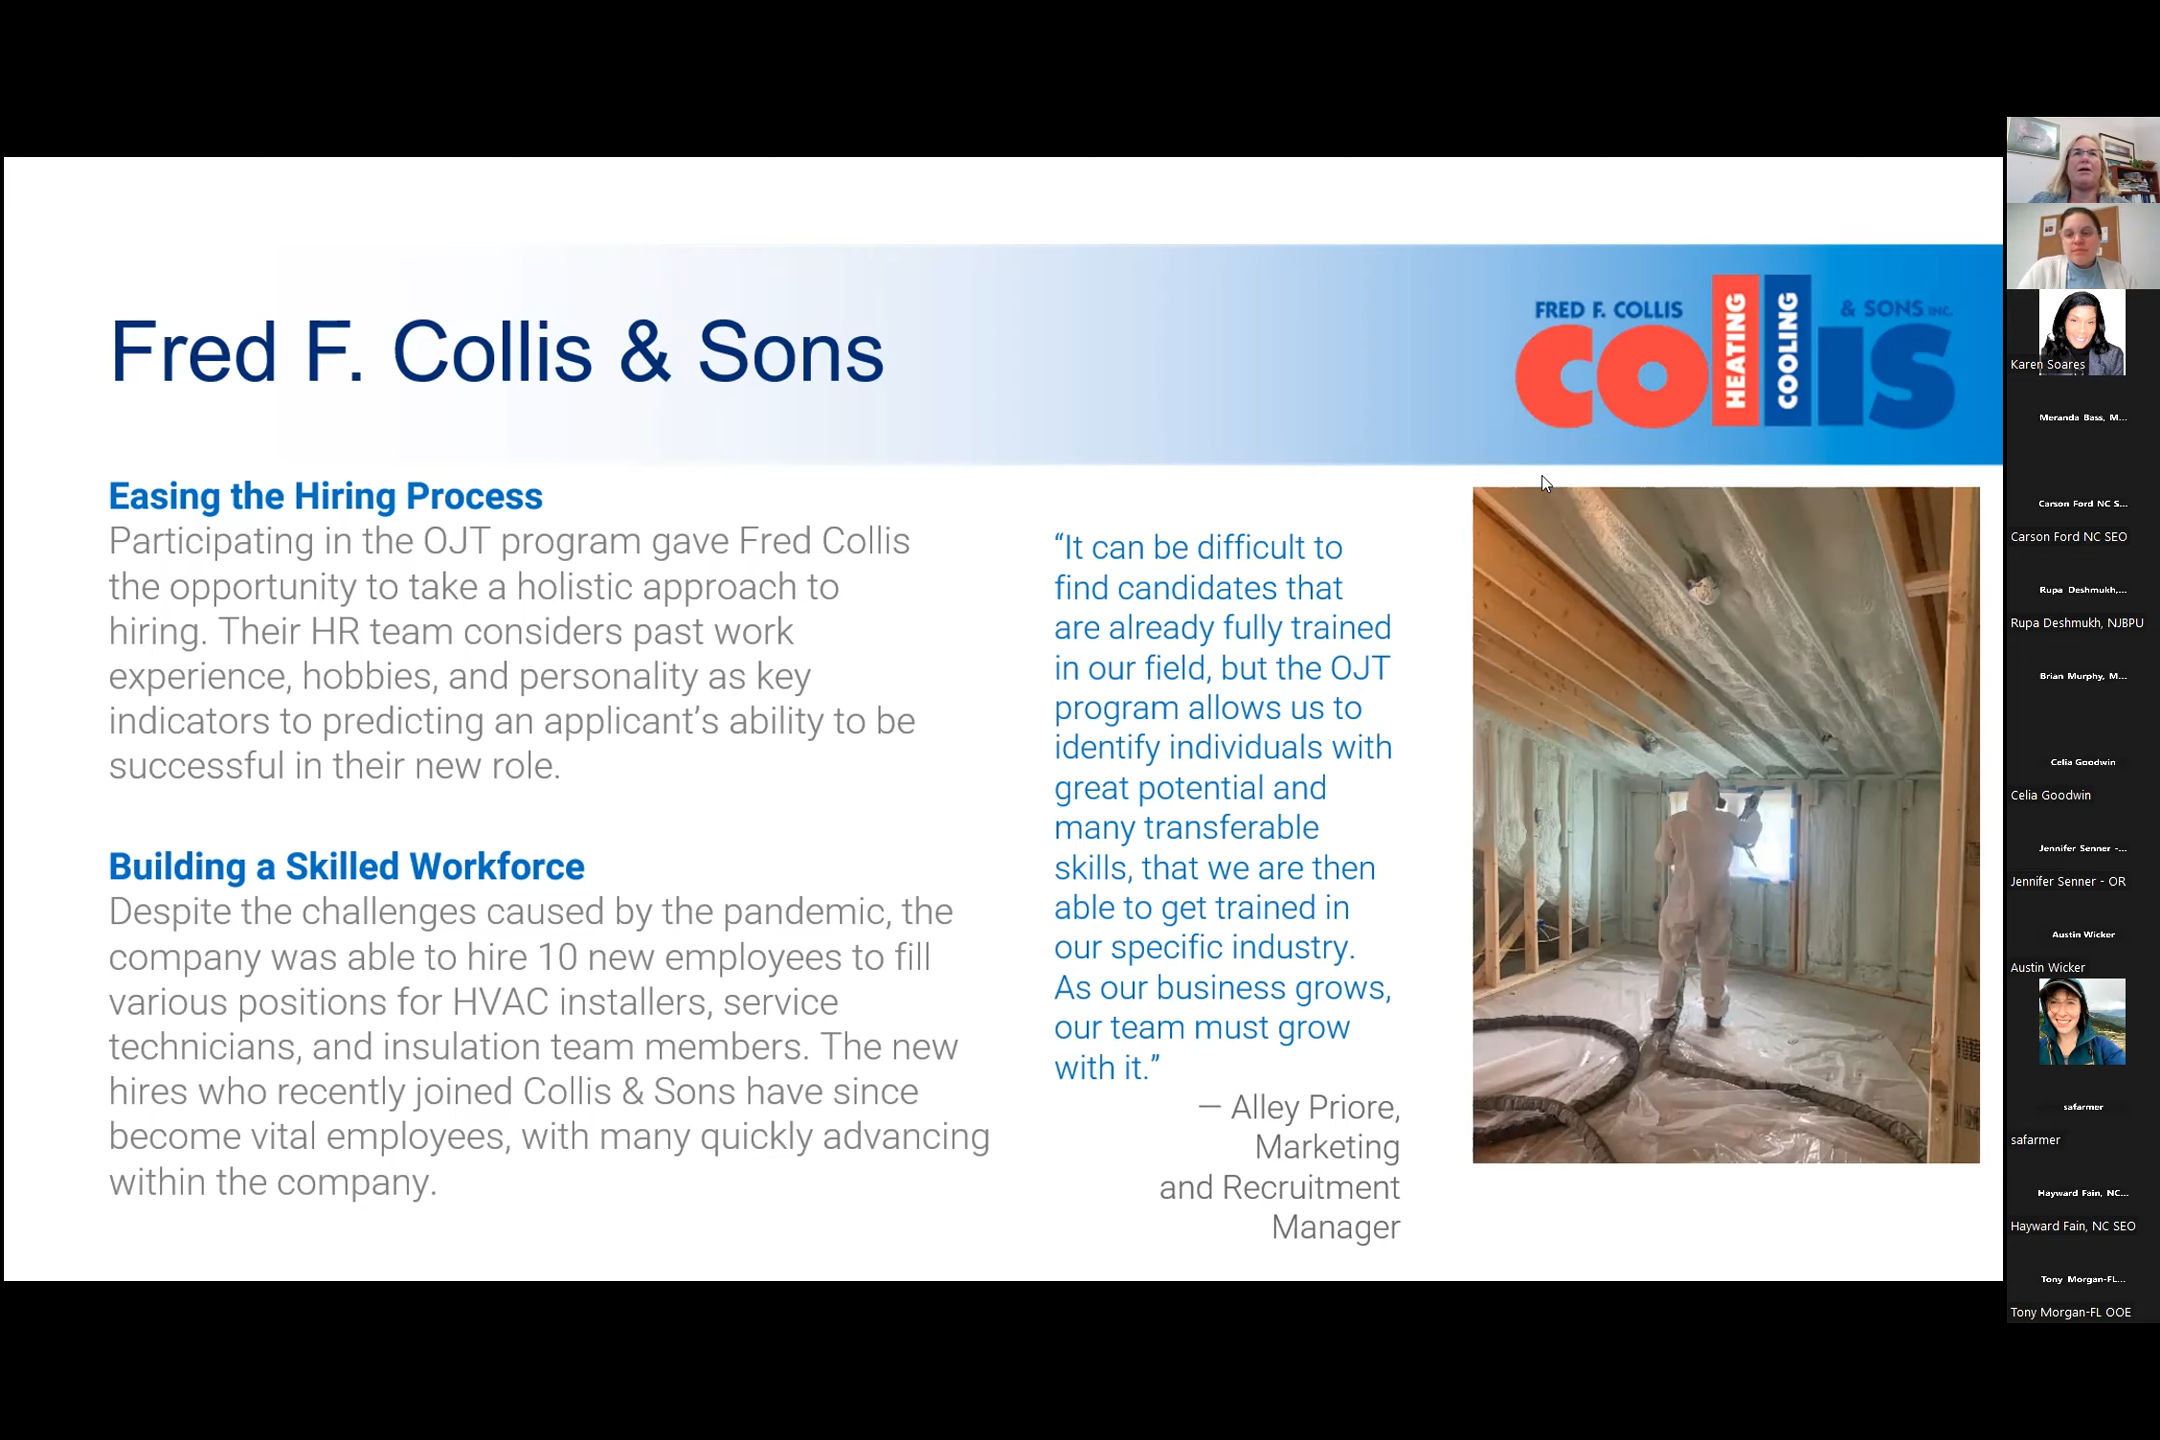 Fred F. Collis & Sons
FRED F. COLLIS
HEATING
COOLING
& SONS INC.
COLLIS
Easing the Hiring Process
Participating in the OJT program gave Fred Collis
the opportunity to take a holistic approach to
hiring. Their HR team considers past work
experience, hobbies, and personality as key
indicators to predicting an applicant’s ability to be
successful in their new role.
Building a Skilled Workforce
Despite the challenges caused by the pandemic, the
company was able to hire 10 new employees to fill
various positions for HVAC installers, service
technicians, and insulation team members. The new
hires who recently joined Collis & Sons have since
become vital employees, with many quickly advancing
within the company.
“It can be difficult to
find candidates that
are already fully trained
in our field, but the OJT
program allows us to
identify individuals with
great potential and
many transferable
skills, that we are then
able to get trained in
our specific industry.
As our business grows,
our team must grow
with it.”
— Alley Priore,
Marketing
and Recruitment
Manager
Karen Soares
Meranda Bass, M...
Carson Ford NC S...
Carson Ford NC SEO
Rupa Deshmukh,...
Rupa Deshmukh, NJBPU
Brian Murphy, M...
Celia Goodwin
Celia Goodwin
Jennifer Senner -...
Jennifer Senner - OR
Austin Wicker
Austin Wicker
safarmer
safarmer
Hayward Fain, NC...
Hayward Fain, NC SEO
Tony Morgan-FL...
Tony Morgan-FL OOE